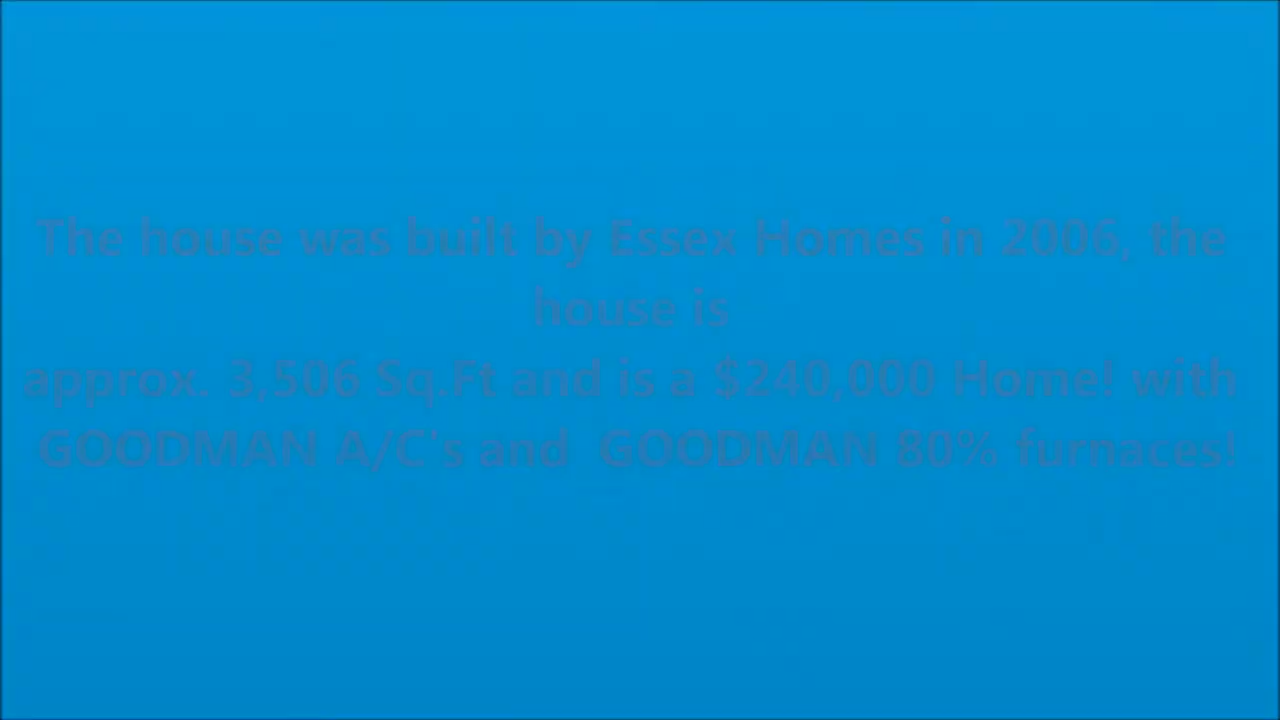 The house was built by Essex Homes in 2006, the
house is
approx. 3,506 Sq.Ft and is a $240,000 Home! with
GOODMAN A/C's and  GOODMAN 80% furnaces!